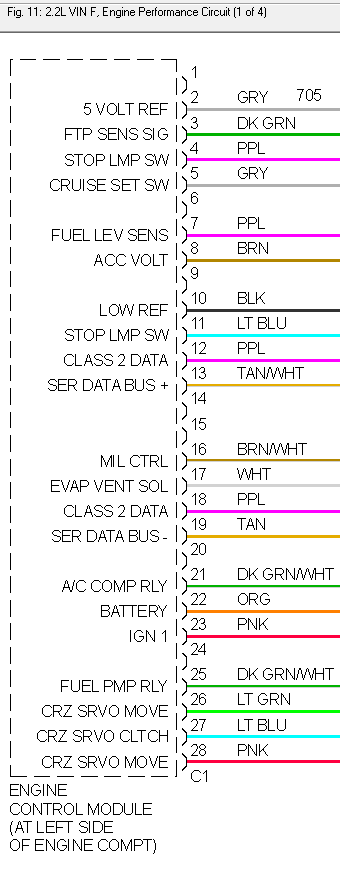 Fig. 11: 2.2L VIN F, Engine Performance Circuit (1 of 4)
1
5 VOLT REF 2 GRY 705
FTP SENS SIG 3 DK GRN
STOP LMP SW 4 PPL
CRUISE SET SW 5 GRY
6
FUEL LEV SENS 7 PPL
ACC VOLT 8 BRN
9
LOW REF 10 BLK
STOP LMP SW 11 LT BLU
CLASS 2 DATA 12 PPL
SER DATA BUS + 13 TAN/WHT
14
15
MIL CTRL 16 BRN/WHT
EVAP VENT SOL 17 WHT
CLASS 2 DATA 18 PPL
SER DATA BUS - 19 TAN
20
A/C COMP RLY 21 DK GRN/WHT
BATTERY 22 ORG
IGN 1 23 PNK
24
FUEL PMP RLY 25 DK GRN/WHT
CRZ SRVO MOVE 26 LT GRN
CRZ SRVO CLTCH 27 LT BLU
CRZ SRVO MOVE 28 PNK
C1
ENGINE
CONTROL MODULE
(AT LEFT SIDE
OF ENGINE COMPT)